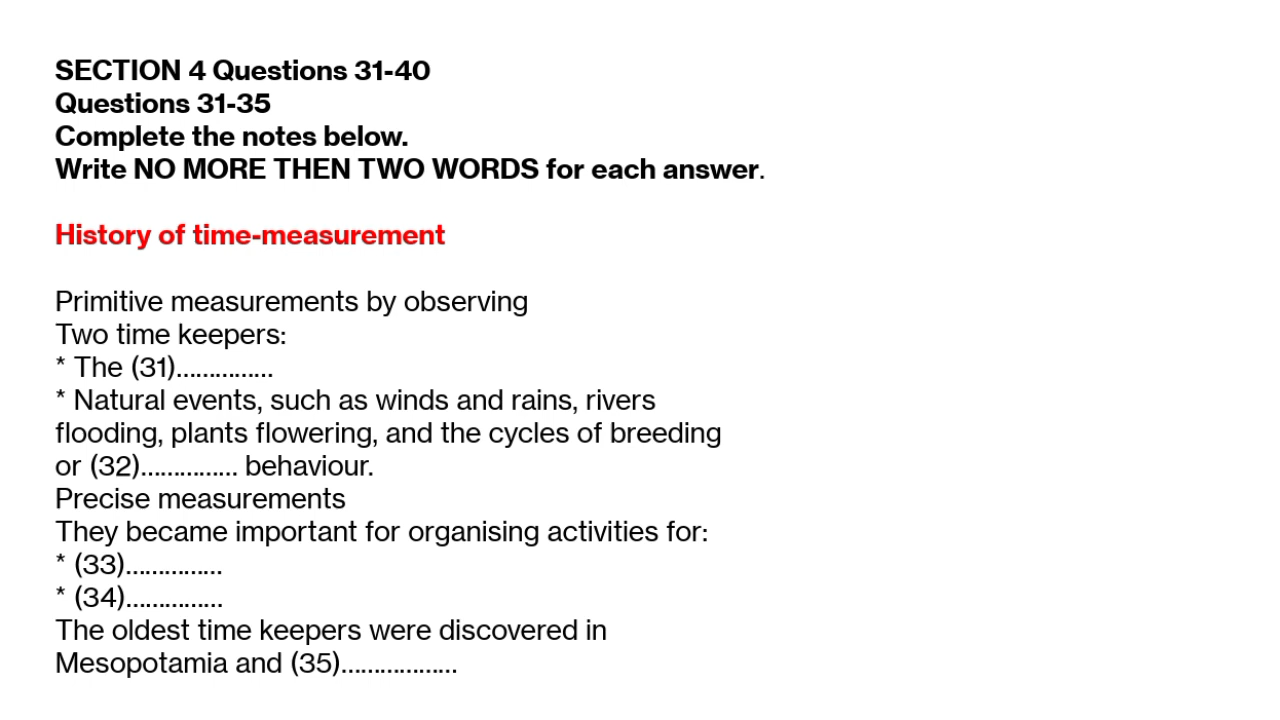 SECTION 4 Questions 31-40
Questions 31-35
Complete the notes below.
Write NO MORE THEN TWO WORDS for each answer.
History of time-measurement
Primitive measurements by observing
Two time keepers:
* The (31)...............
* Natural events, such as winds and rains, rivers
flooding, plants flowering, and the cycles of breeding
or (32)............... behaviour.
Precise measurements
They became important for organising activities for:
* (33)...............
* (34)...............
The oldest time keepers were discovered in
Mesopotamia and (35)..................